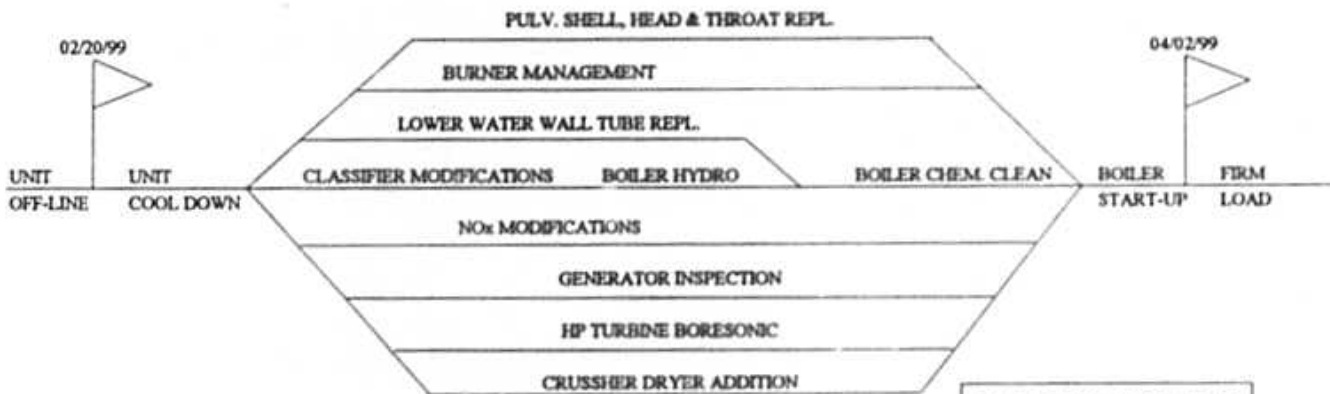 PULV. SHELL, HEAD & THROAT REPL.
02/20/99
04/02/99
BURNER MANAGEMENT
LOWER WATER WALL TUBE REPL.
UNIT UNIT CLASSIFIER MODIFICATIONS BOILER HYDRO BOILER CHEM. CLEAN BOILER FIRM
OFF-LINE COOL DOWN START-UP LOAD
NOx MODIFICATIONS
GENERATOR INSPECTION
HP TURBINE BORESONIC
CRUSSHER DRYER ADDITION